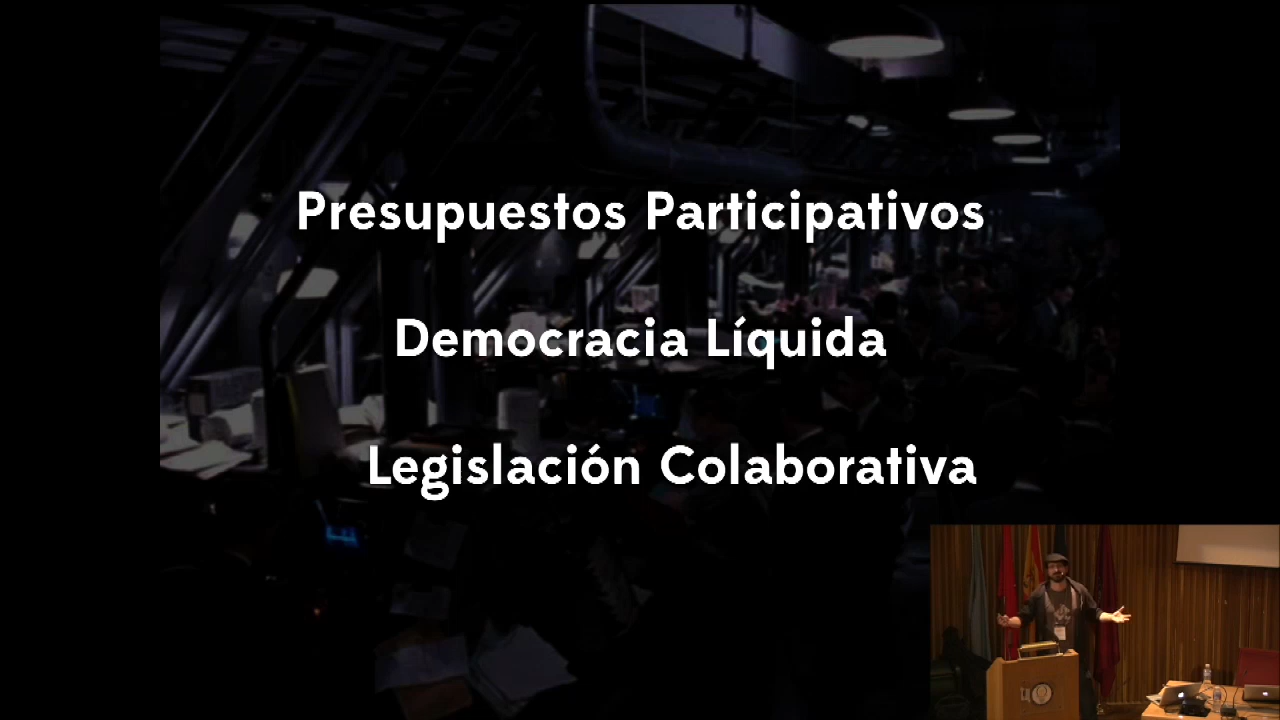 Presupuestos Participativos
Democracia Líquida
Legislación Colaborativa